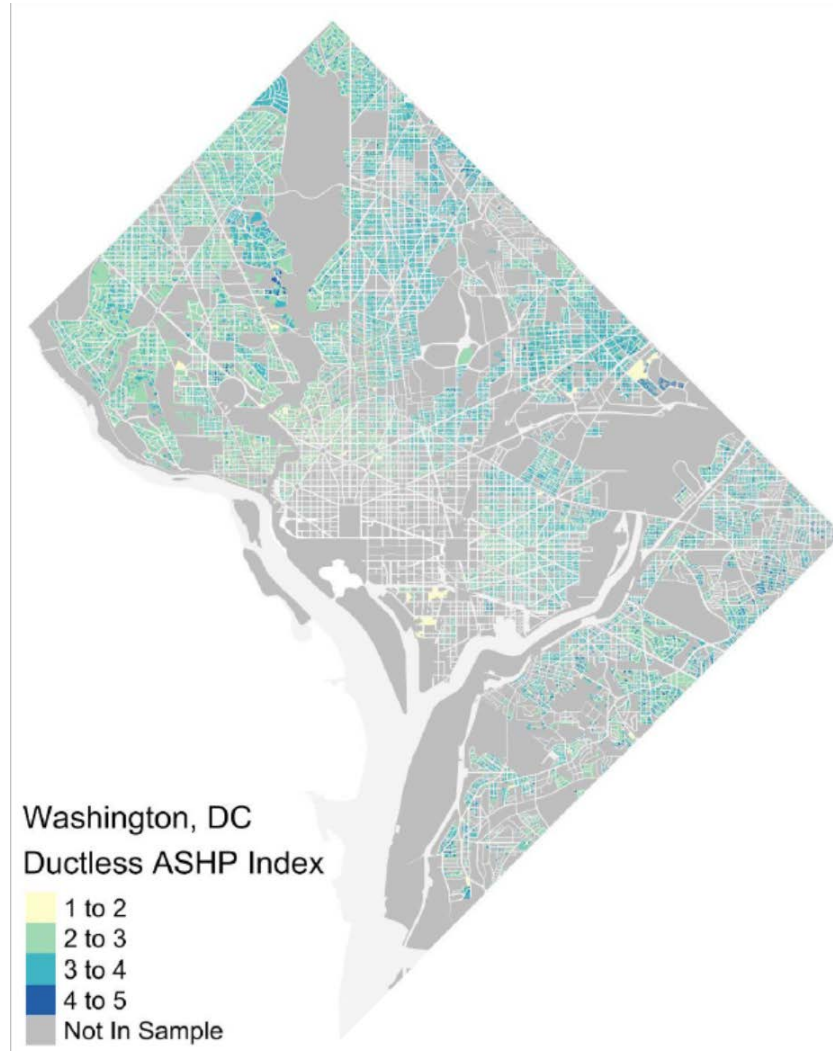 Washington, DC
Ductless ASHP Index
1 to 2
2 to 3
3 to 4
4 to 5
Not In Sample